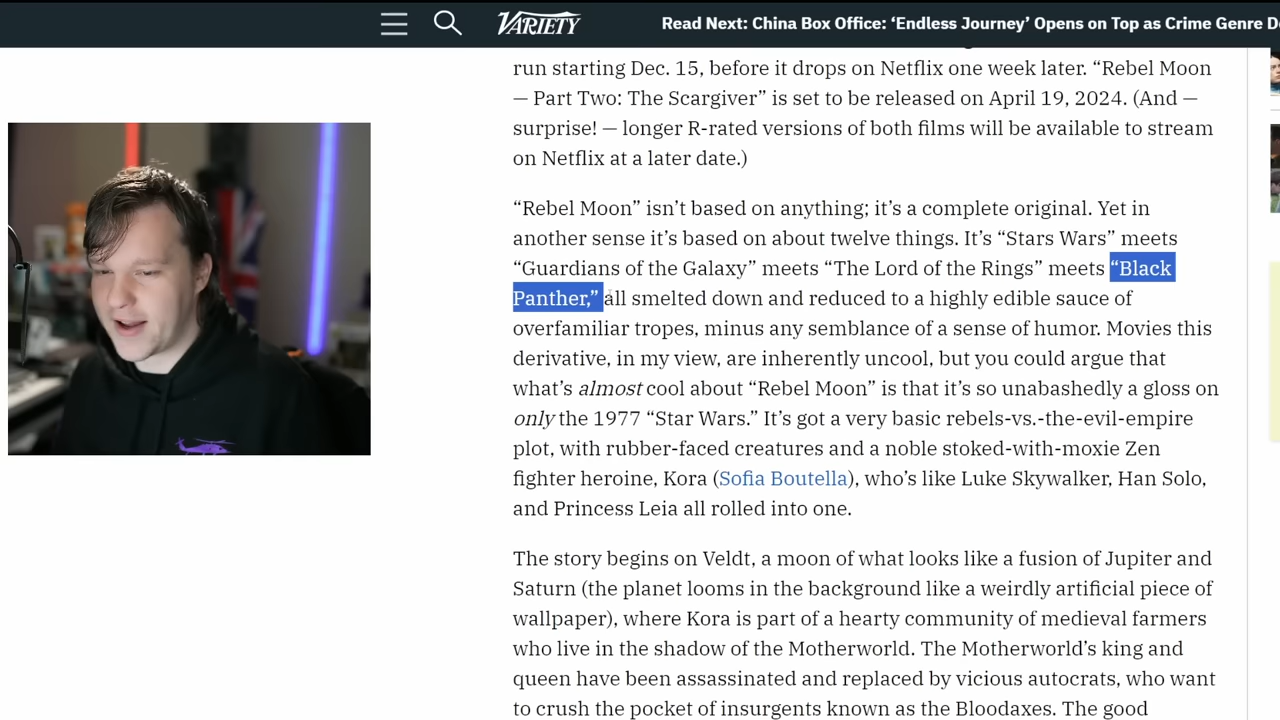 VARIETY
Read Next: China Box Office: ‘Endless Journey’ Opens on Top as Crime Genre
run starting Dec. 15, before it drops on Netflix one week later. “Rebel Moon
— Part Two: The Scargiver” is set to be released on April 19, 2024. (And —
surprise! — longer R-rated versions of both films will be available to stream
on Netflix at a later date.)
“Rebel Moon” isn’t based on anything; it’s a complete original. Yet in
another sense it’s based on about twelve things. It’s “Stars Wars” meets
“Guardians of the Galaxy” meets “The Lord of the Rings” meets “Black
Panther,” all smelted down and reduced to a highly edible sauce of
overfamiliar tropes, minus any semblance of a sense of humor. Movies this
derivative, in my view, are inherently uncool, but you could argue that
what’s almost cool about “Rebel Moon” is that it’s so unabashedly a gloss on
only the 1977 “Star Wars.” It’s got a very basic rebels-vs.-the-evil-empire
plot, with rubber-faced creatures and a noble stoked-with-moxie Zen
fighter heroine, Kora (Sofia Boutella), who’s like Luke Skywalker, Han Solo,
and Princess Leia all rolled into one.
The story begins on Veldt, a moon of what looks like a fusion of Jupiter and
Saturn (the planet looms in the background like a weirdly artificial piece of
wallpaper), where Kora is part of a hearty community of medieval farmers
who live in the shadow of the Motherworld. The Motherworld’s king and
queen have been assassinated and replaced by vicious autocrats, who want
to crush the pocket of insurgents known as the Bloodaxes. The good